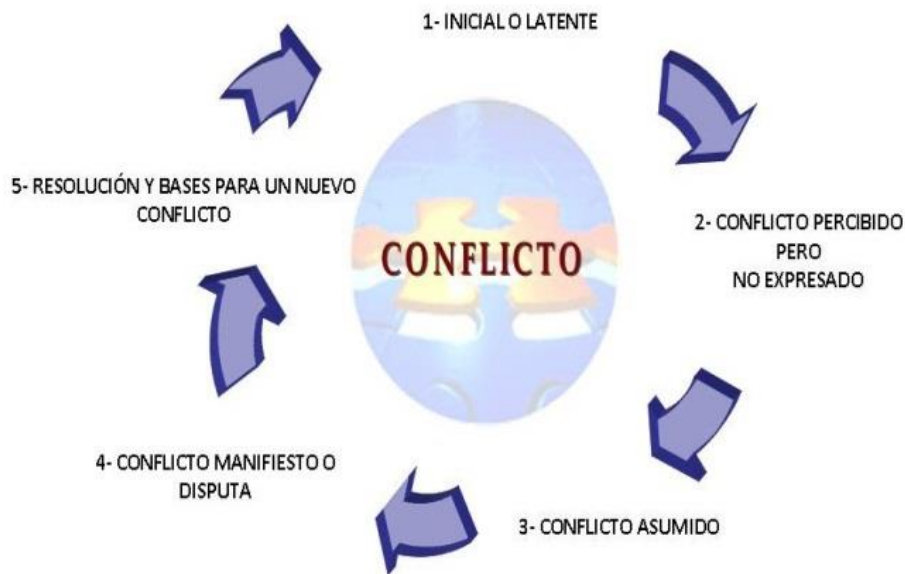 1- INICIAL O LATENTE
2- CONFLICTO PERCIBIDO
PERO
NO EXPRESADO
3- CONFLICTO ASUMIDO
4- CONFLICTO MANIFIESTO O
DISPUTA
5- RESOLUCIÓN Y BASES PARA UN NUEVO
CONFLICTO
CONFLICTO